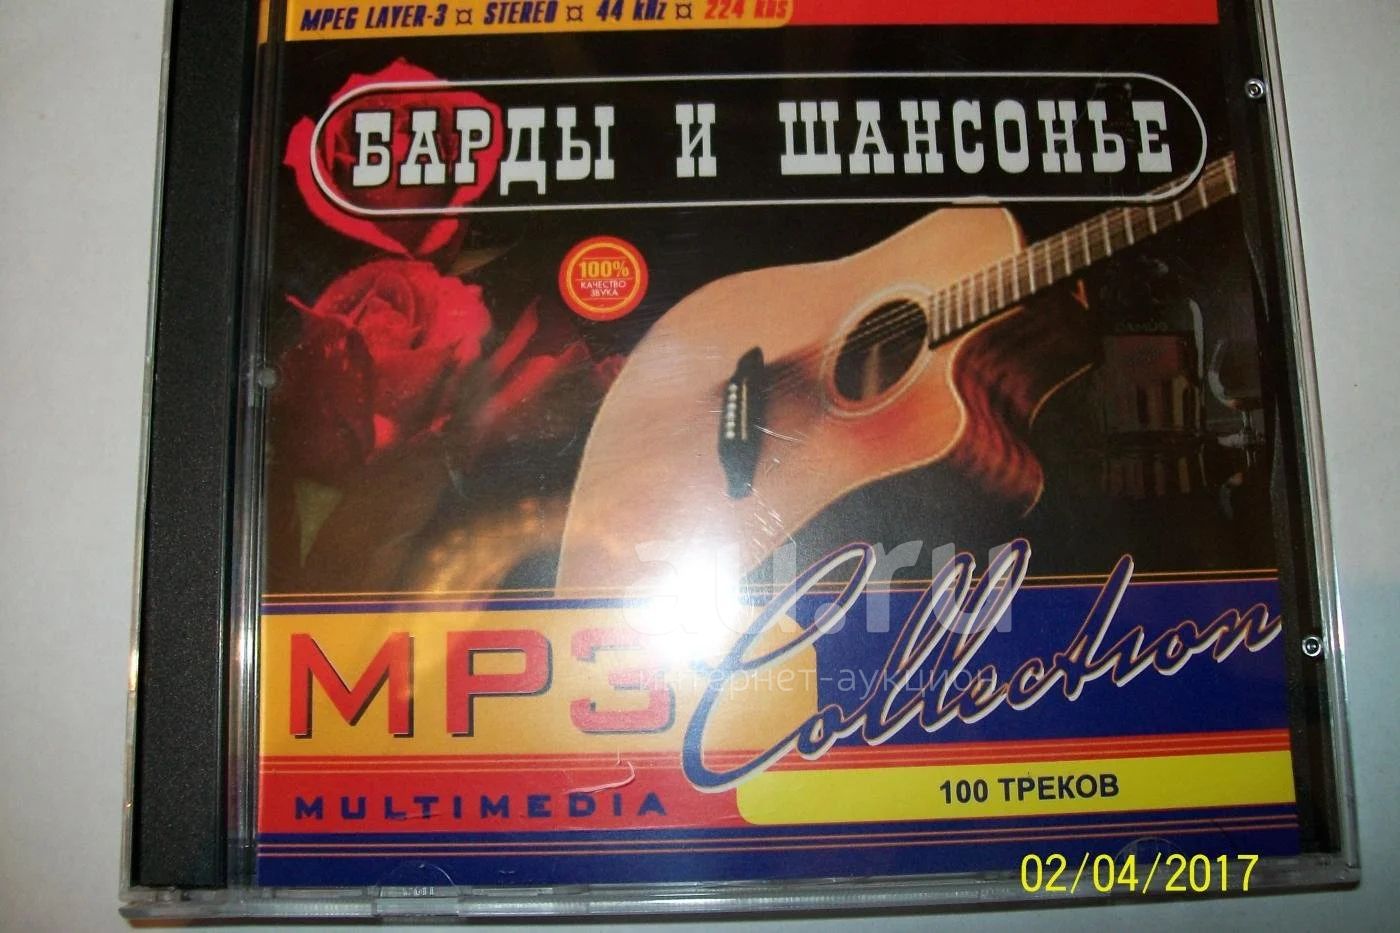 MPEG LAYER-3 ¤ STEREO ¤ 44 kHz ¤ 224 kbs
БАРДЫ И ШАНСОНЬЕ
100%
КАЧЕСТВО
ЗВУКА
au.ru
интернет-аукцион
MP3 Collection
MULTIMEDIA
100 ТРЕКОВ
02/04/2017